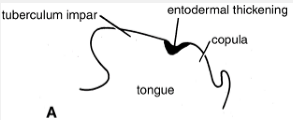 entodermal thickening
tuberculum impar
copula
tongue
A